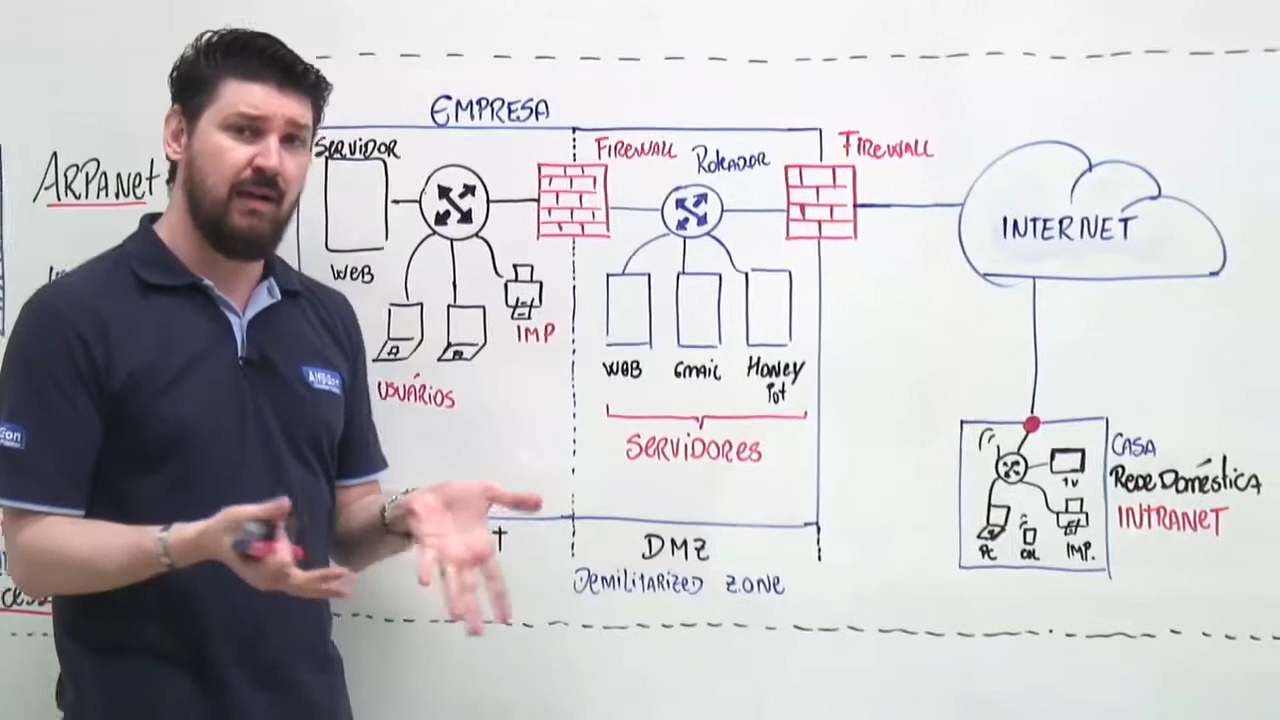 ARPANET
EMPRESA
SERVIDOR
WEB
USUÁRIOS
IMP
FIREWALL
ROTEADOR
FIREWALL
WEB
EMAIL
HONEY
POT
SERVIDORES
DMZ
DEMILITARIZED ZONE
INTERNET
CASA
REDE DOMÉSTICA
INTRANET
TV
PC
CEL
IMP.